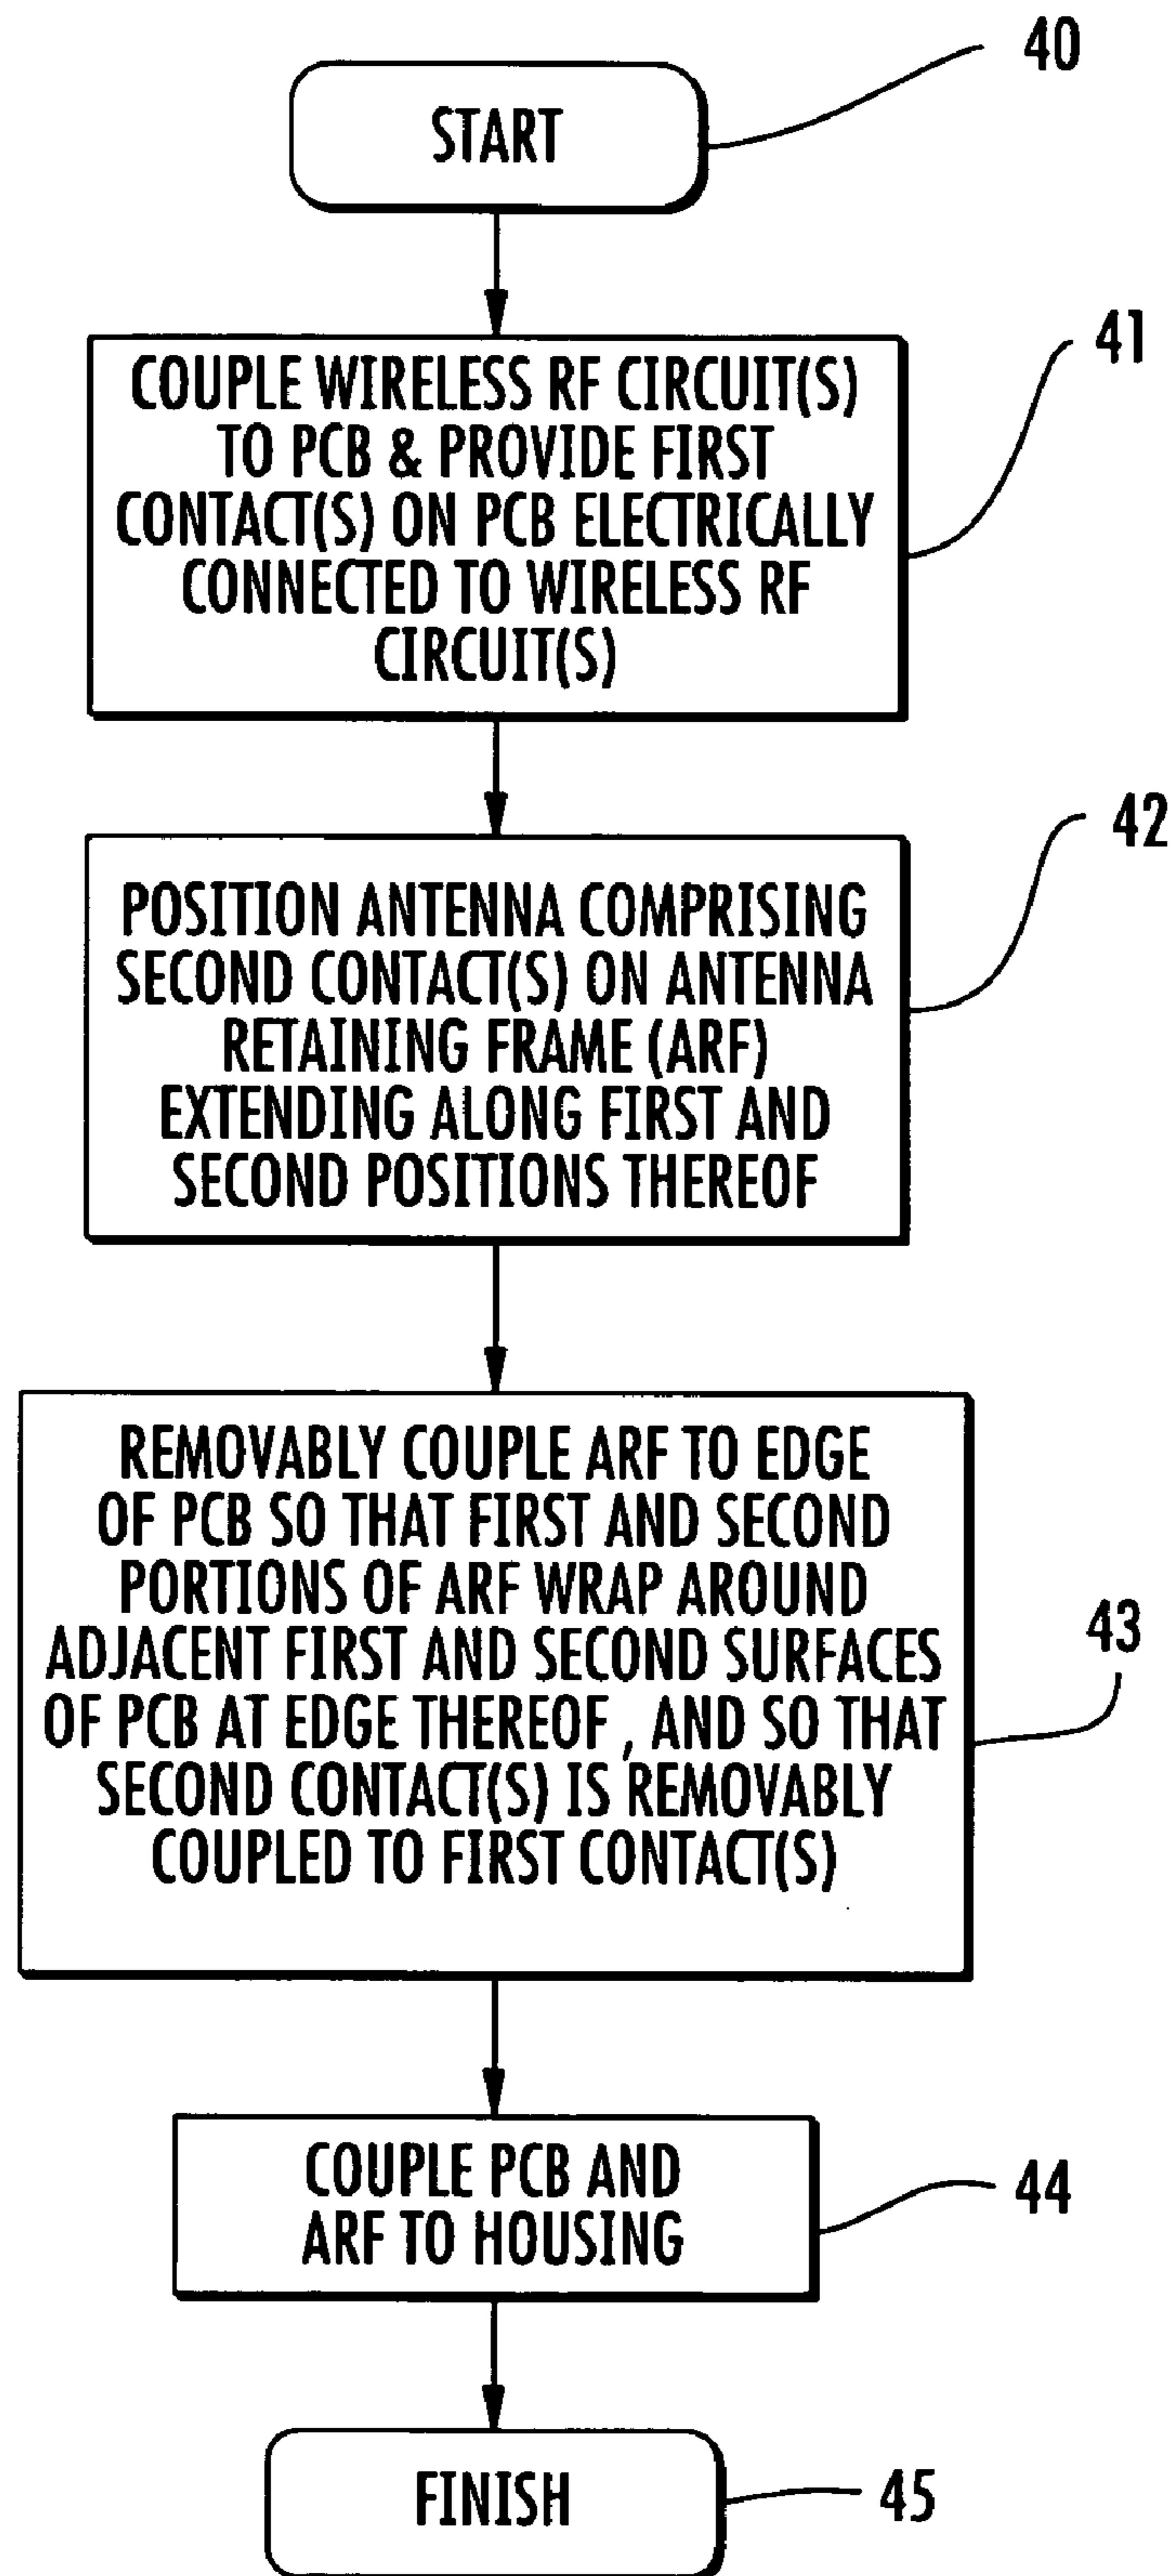 40
START
41
COUPLE WIRELESS RF CIRCUIT(S)
TO PCB & PROVIDE FIRST
CONTACT(S) ON PCB ELECTRICALLY
CONNECTED TO WIRELESS RF
CIRCUIT(S)
42
POSITION ANTENNA COMPRISING
SECOND CONTACT(S) ON ANTENNA
RETAINING FRAME (ARF)
EXTENDING ALONG FIRST AND
SECOND POSITIONS THEREOF
43
REMOVABLY COUPLE ARF TO EDGE
OF PCB SO THAT FIRST AND SECOND
PORTIONS OF ARF WRAP AROUND
ADJACENT FIRST AND SECOND SURFACES
OF PCB AT EDGE THEREOF, AND SO THAT
SECOND CONTACT(S) IS REMOVABLY
COUPLED TO FIRST CONTACT(S)
44
COUPLE PCB AND
ARF TO HOUSING
FINISH
45